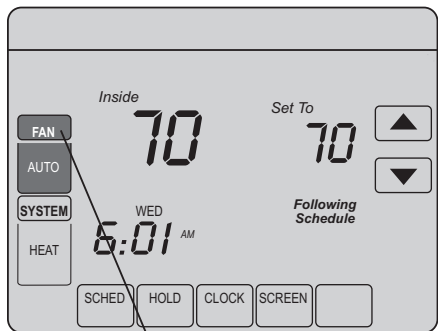 Inside
Set To
FAN
70
70
AUTO
SYSTEM
WED
Following
Schedule
HEAT
6:01 AM
SCHED HOLD CLOCK SCREEN